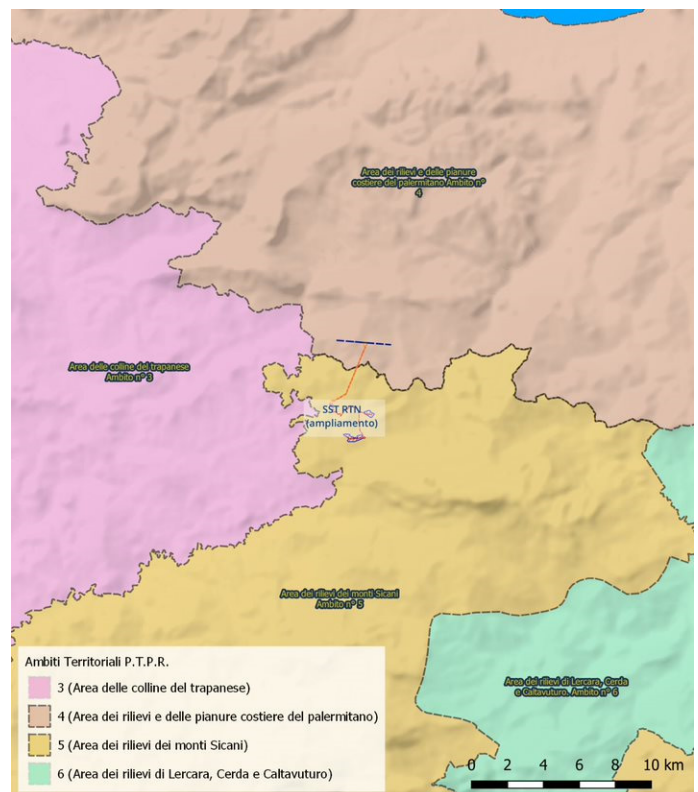 Area dei rilievi e delle pianure
costiere del palermitano Ambito n°
4
Area delle colline del trapanese
Ambito n° 3
SST RTN
(ampliamento)
Area dei rilievi dei monti Sicani
Ambito n° 5
Area dei rilievi di Lercara, Cerda
e Caltavuturo. Ambito n° 6
Ambiti Territoriali P.T.P.R.
3 (Area delle colline del trapanese)
4 (Area dei rilievi e delle pianure costiere del palermitano)
5 (Area dei rilievi dei monti Sicani)
6 (Area dei rilievi di Lercara, Cerda e Caltavuturo)
0 2 4 6 8 10 km